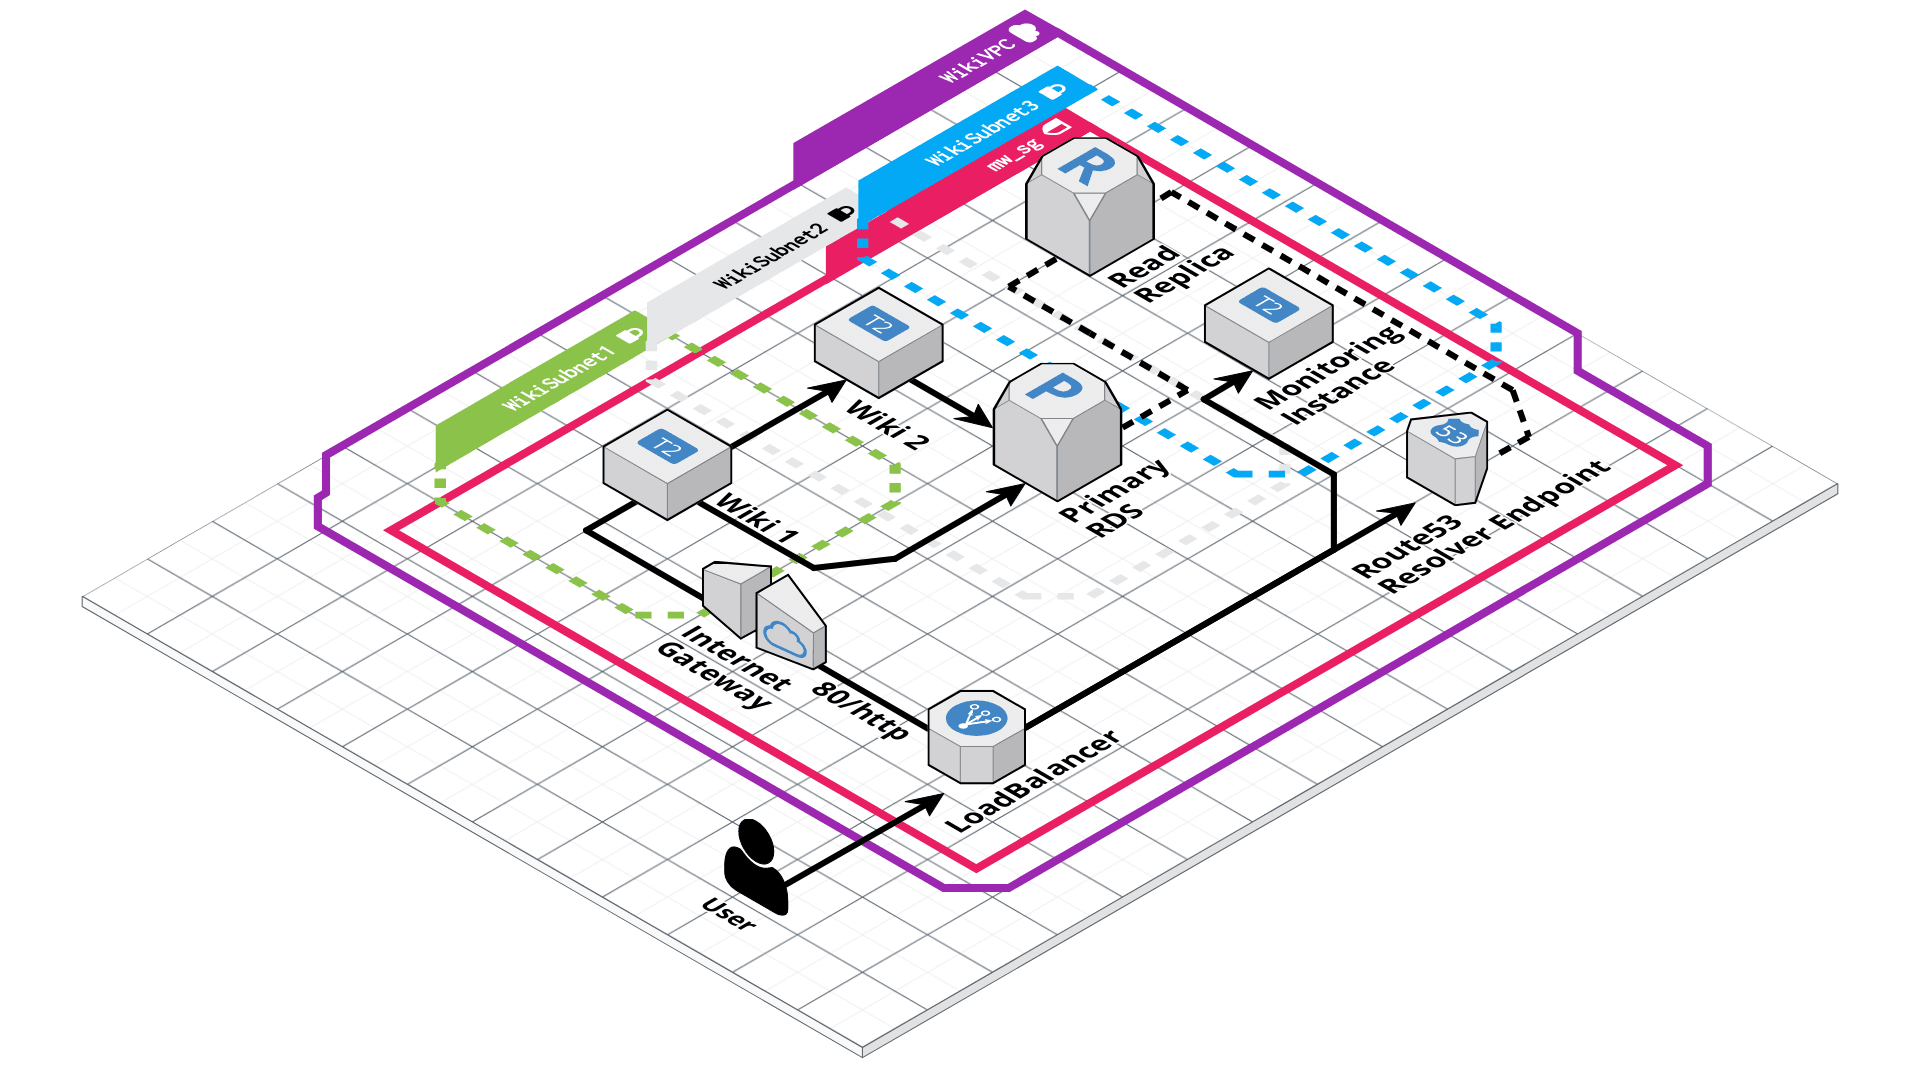 WikiVPC
WikiSubnet3
mw_sg
R
WikiSubnet2
Read
Replica
T2
T2
WikiSubnet1
Monitoring
Instance
P
Wiki 2
53
T2
Primary
RDS
Wiki 1
Route53
Resolver Endpoint
Internet
Gateway
80/http
LoadBalancer
User